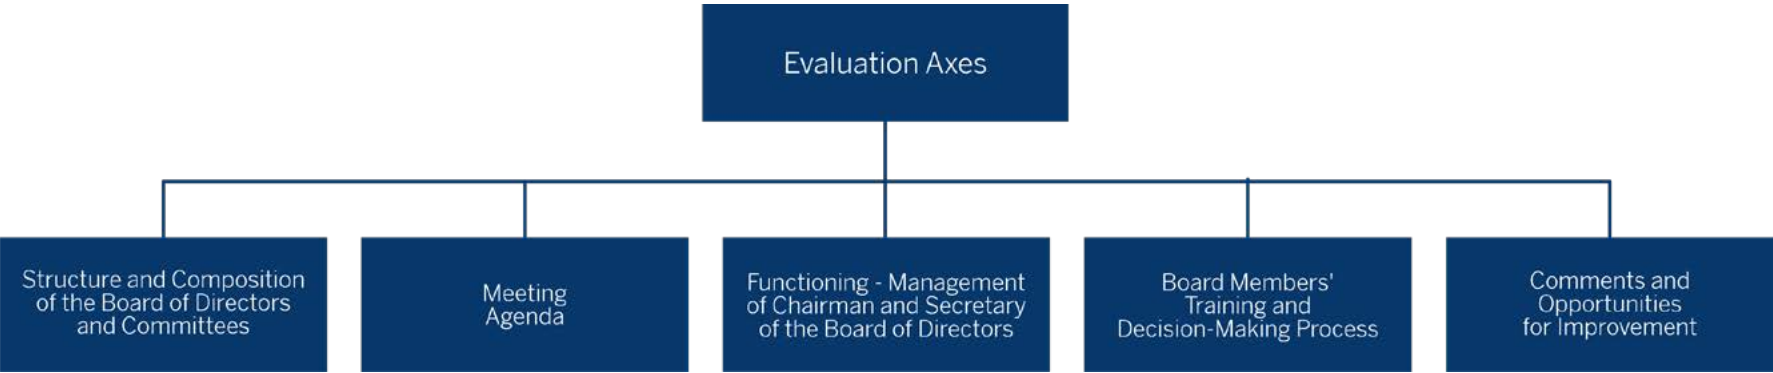 Evaluation Axes
Structure and Composition
of the Board of Directors
and Committees
Meeting
Agenda
Functioning - Management
of Chairman and Secretary
of the Board of Directors
Board Members'
Training and
Decision-Making Process
Comments and
Opportunities
for Improvement